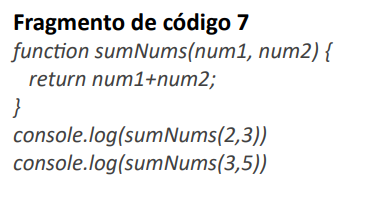 Fragmento de código 7
function sumNums(num1, num2) {
return num1+num2;
}
console.log(sumNums(2,3))
console.log(sumNums(3,5))